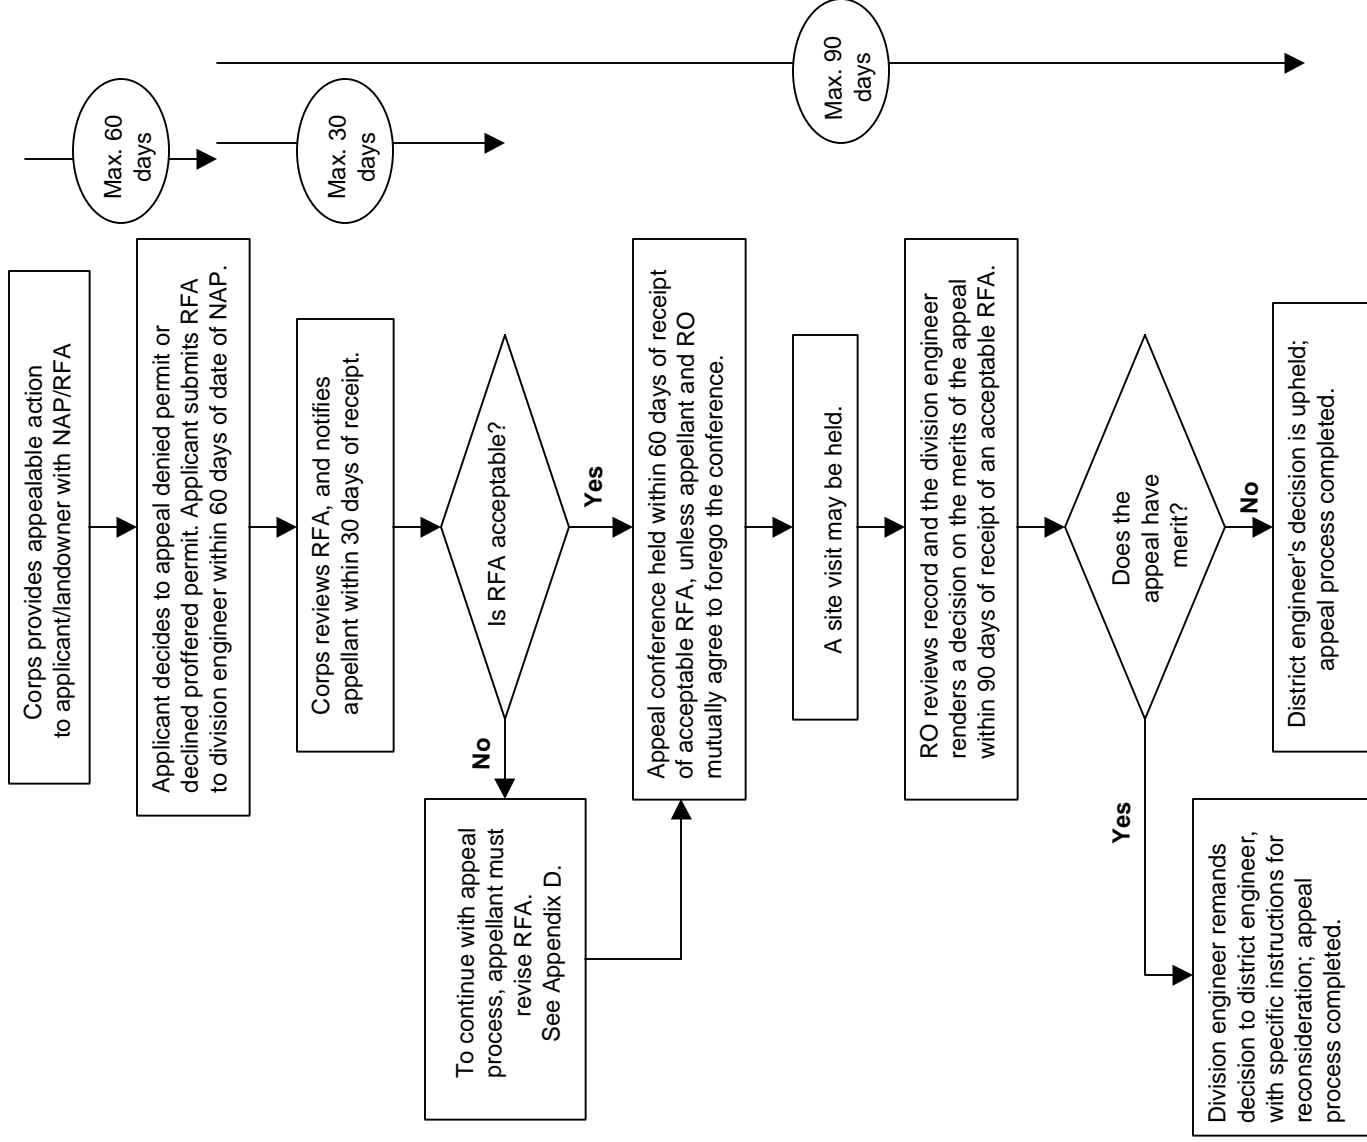 Corps provides appealable action
to applicant/landowner with NAP/RFA
Max. 60
days
Applicant decides to appeal denied permit or
declined proffered permit. Applicant submits RFA
to division engineer within 60 days of date of NAP.
Corps reviews RFA, and notifies
appellant within 30 days of receipt.
Max. 30
days
Is RFA acceptable?
No
Yes
To continue with appeal
process, appellant must
revise RFA.
See Appendix D.
Appeal conference held within 60 days of receipt
of acceptable RFA, unless appellant and RO
mutually agree to forego the conference.
A site visit may be held.
Max. 90
days
RO reviews record and the division engineer
renders a decision on the merits of the appeal
within 90 days of receipt of an acceptable RFA.
Does the
appeal have
merit?
Yes
No
Division engineer remands
decision to district engineer,
with specific instructions for
reconsideration; appeal
process completed.
District engineer's decision is upheld;
appeal process completed.